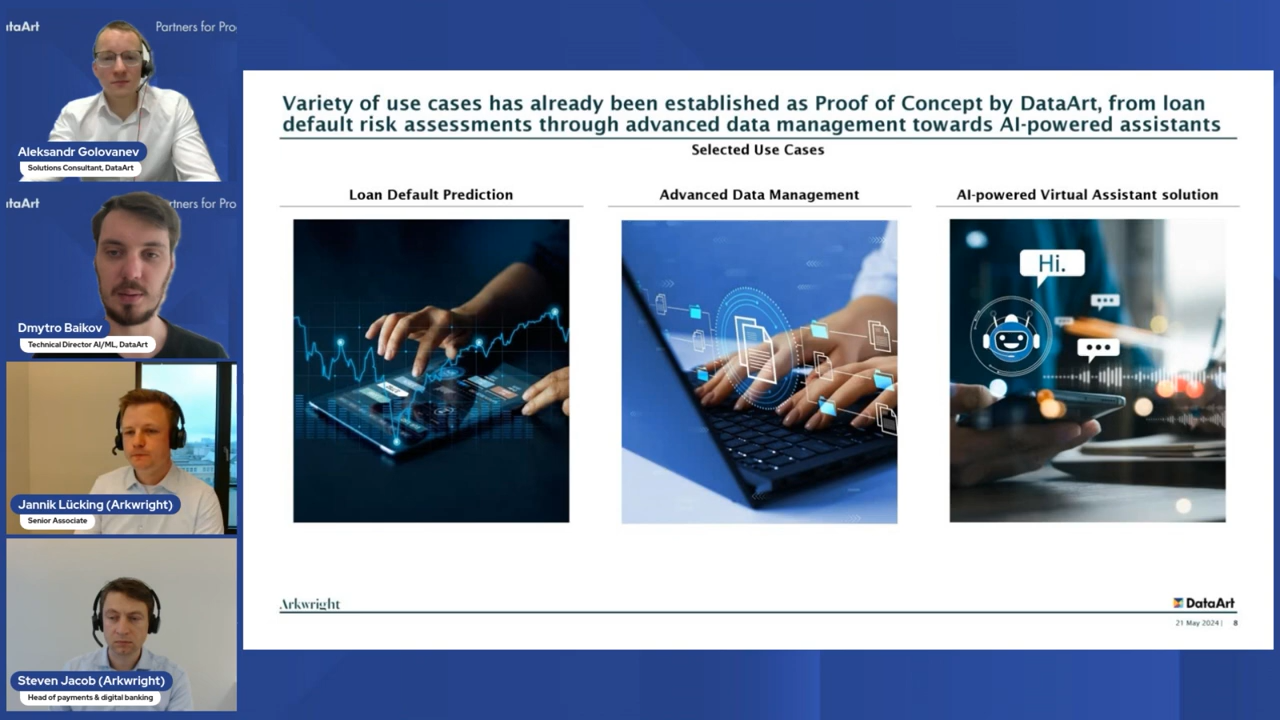 taArt
Partners for Pro
Aleksandr Golovanev
Solutions Consultant, DataArt
taArt
rtners for Pro
Dmytro Baikov
Technical Director AI/ML, DataArt
Jannik Lücking (Arkwright)
Senior Associate
Steven Jacob (Arkwright)
Head of payments & digital banking
Variety of use cases has already been established as Proof of Concept by DataArt, from loan
default risk assessments through advanced data management towards AI-powered assistants
Selected Use Cases
Loan Default Prediction
Advanced Data Management
AI-powered Virtual Assistant solution
Hi.
Arkwright
DataArt
21 May 2024 | 8